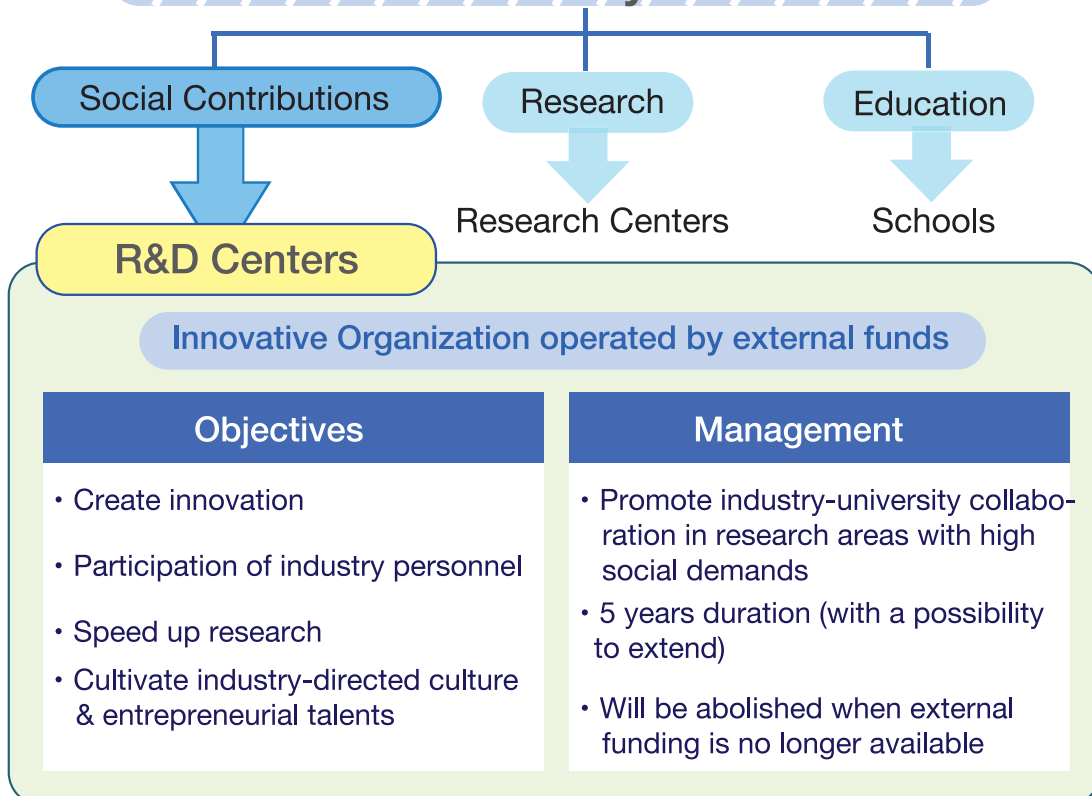 Social Contributions
Research
Education
Research Centers
Schools
R&D Centers
Innovative Organization operated by external funds
Objectives
・Create innovation
・Participation of industry personnel
・Speed up research
・Cultivate industry-directed culture
& entrepreneurial talents
Management
・Promote industry-university collabo-
ration in research areas with high
social demands
・5 years duration (with a possibility
to extend)
・Will be abolished when external
funding is no longer available